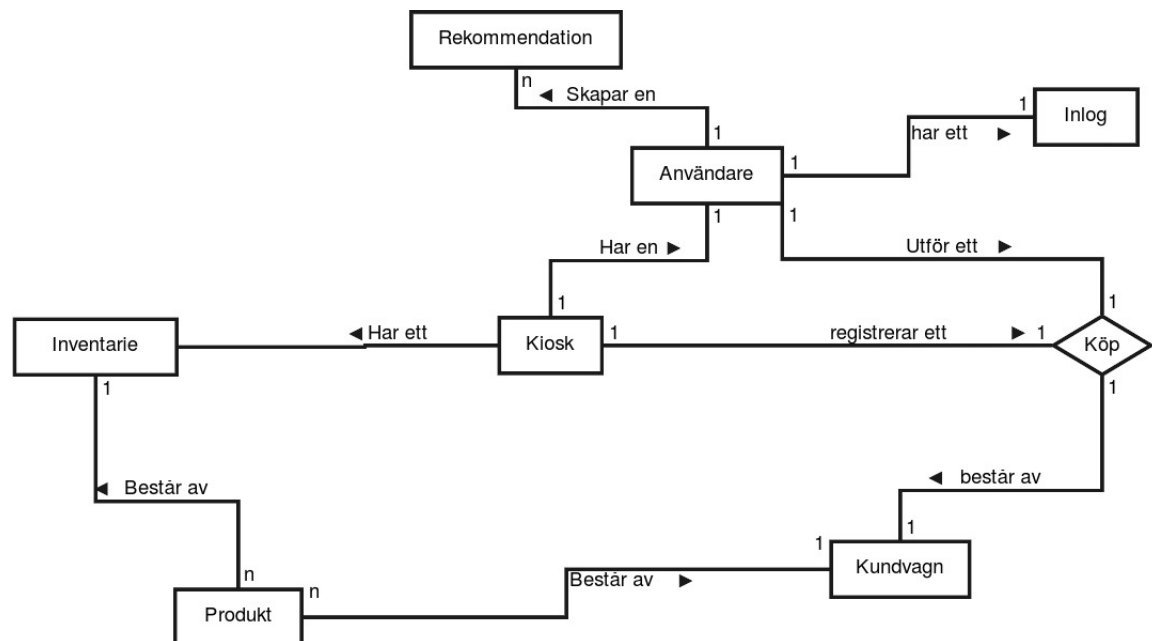 Rekommendation
n
◄ Skapar en
1
1
Inlog
har ett ►
Användare
1
1
1
Har en ►
Utför ett ►
1
1
Inventarie
◄ Har ett
Kiosk
1
registrerar ett ►
1
Köp
1
1
◄ Består av
◄ består av
1
1
Kundvagn
n
n
Består av ►
Produkt